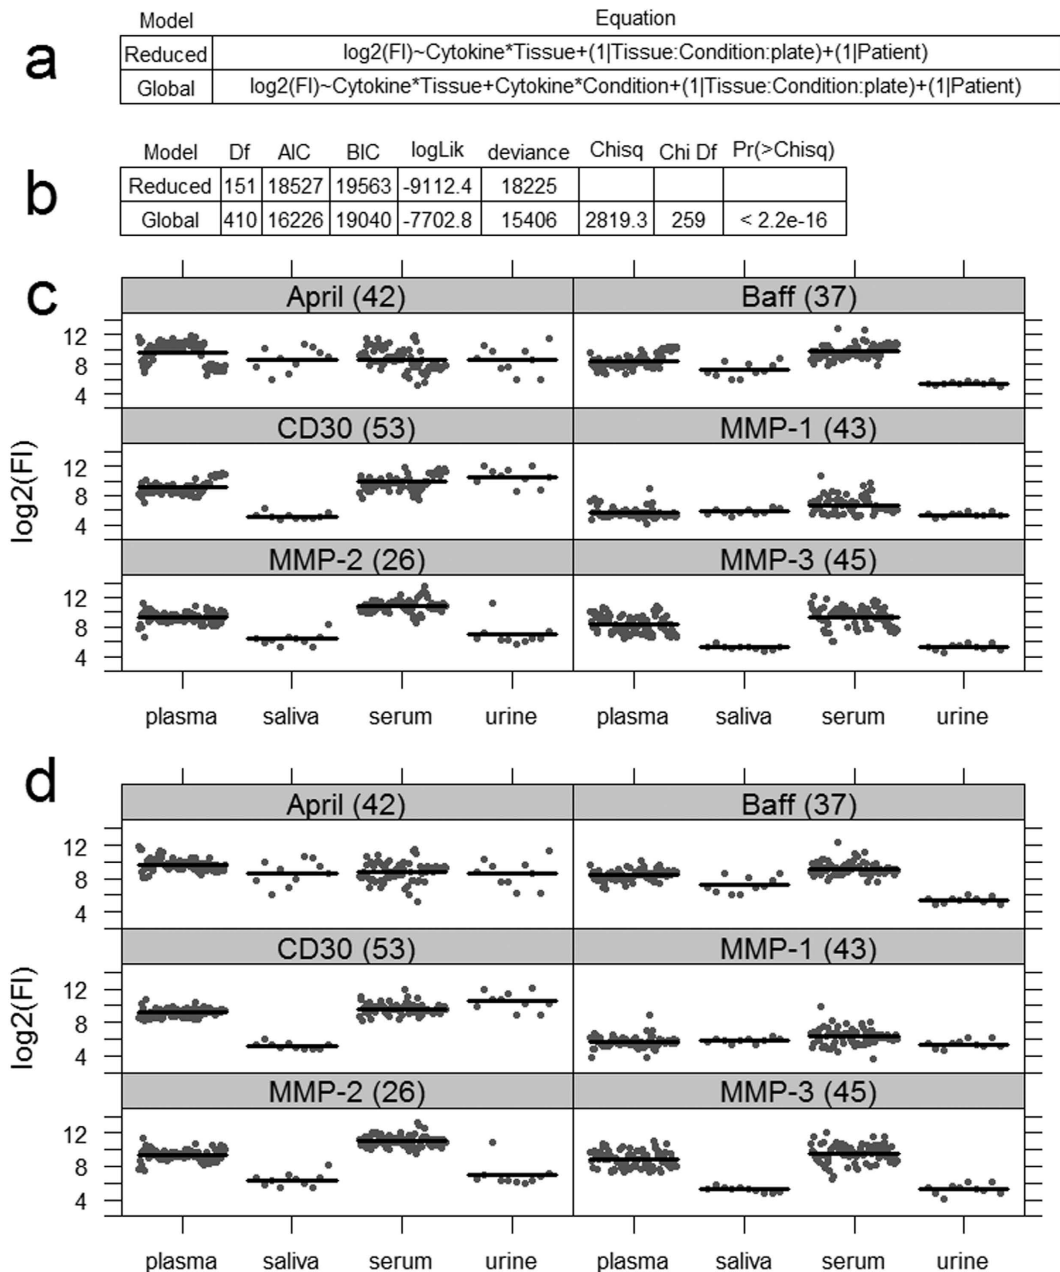 a
Model Equation
Reduced log2(FI)~Cytokine*Tissue+(1|Tissue:Condition:plate)+(1|Patient)
Global log2(FI)~Cytokine*Tissue+Cytokine*Condition+(1|Tissue:Condition:plate)+(1|Patient)
b
Model Df AIC BIC logLik deviance Chisq Chi Df Pr(>Chisq)
Reduced 151 18527 19563 -9112.4 18225
Global 410 16226 19040 -7702.8 15406 2819.3 259 < 2.2e-16
c
April (42) Baff (37)
12
8
4
CD30 (53) MMP-1 (43)
12
8
4
MMP-2 (26) MMP-3 (45)
12
8
4
log2(FI)
plasma saliva serum urine plasma saliva serum urine
d
April (42) Baff (37)
12
8
4
CD30 (53) MMP-1 (43)
12
8
4
MMP-2 (26) MMP-3 (45)
12
8
4
log2(FI)
plasma saliva serum urine plasma saliva serum urine